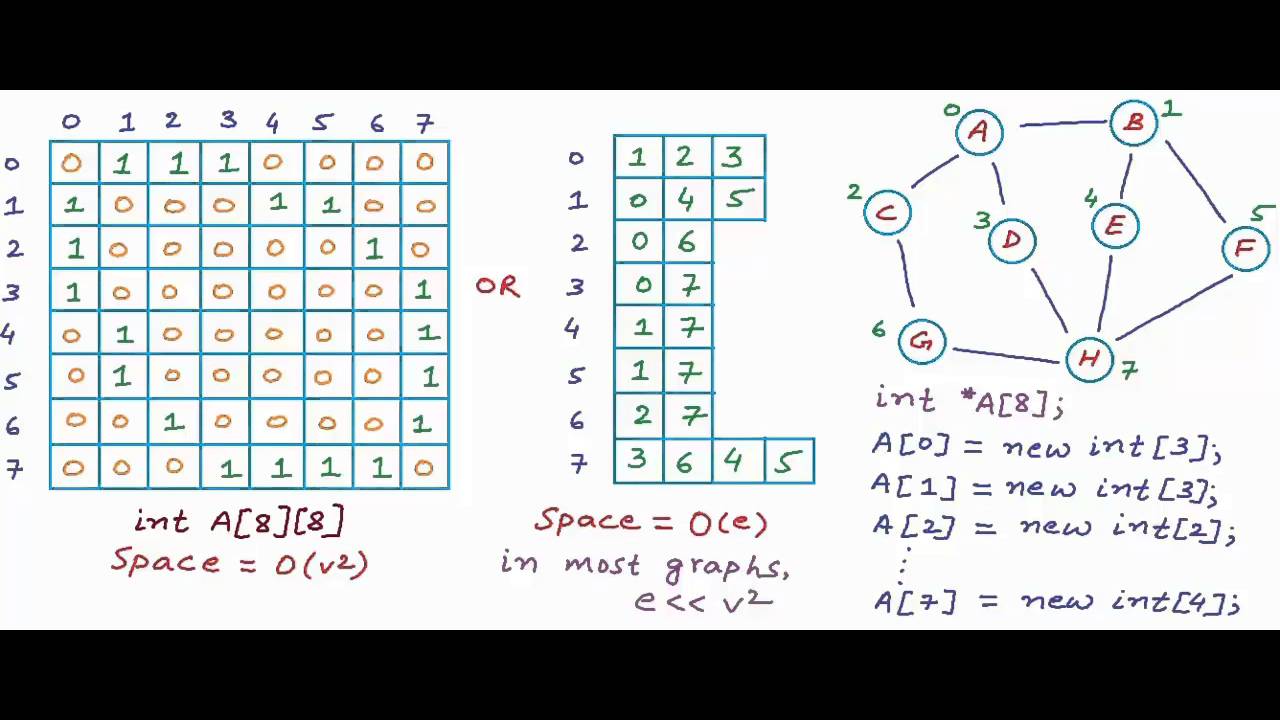 0 1 2 3 4 5 6 7
0 0 1 1 1 0 0 0 0
1 1 0 0 0 1 1 0 0
2 1 0 0 0 0 0 1 0
3 1 0 0 0 0 0 0 1
4 0 1 0 0 0 0 0 1
5 0 1 0 0 0 0 0 1
6 0 0 1 0 0 0 0 1
7 0 0 0 1 1 1 1 0
int A[8][8]
Space = O(v2)
OR
0 1 2 3
1 0 4 5
2 0 6
3 0 7
4 1 7
5 1 7
6 2 7
7 3 6 4 5
Space = O(e)
in most graphs,
e << v2
0 A
B 1
2 C
3 D
4 E
5 F
6 G
H 7
int *A[8];
A[0] = new int[3];
A[1] = new int[3];
A[2] = new int[2];
⋮
A[7] = new int[4];